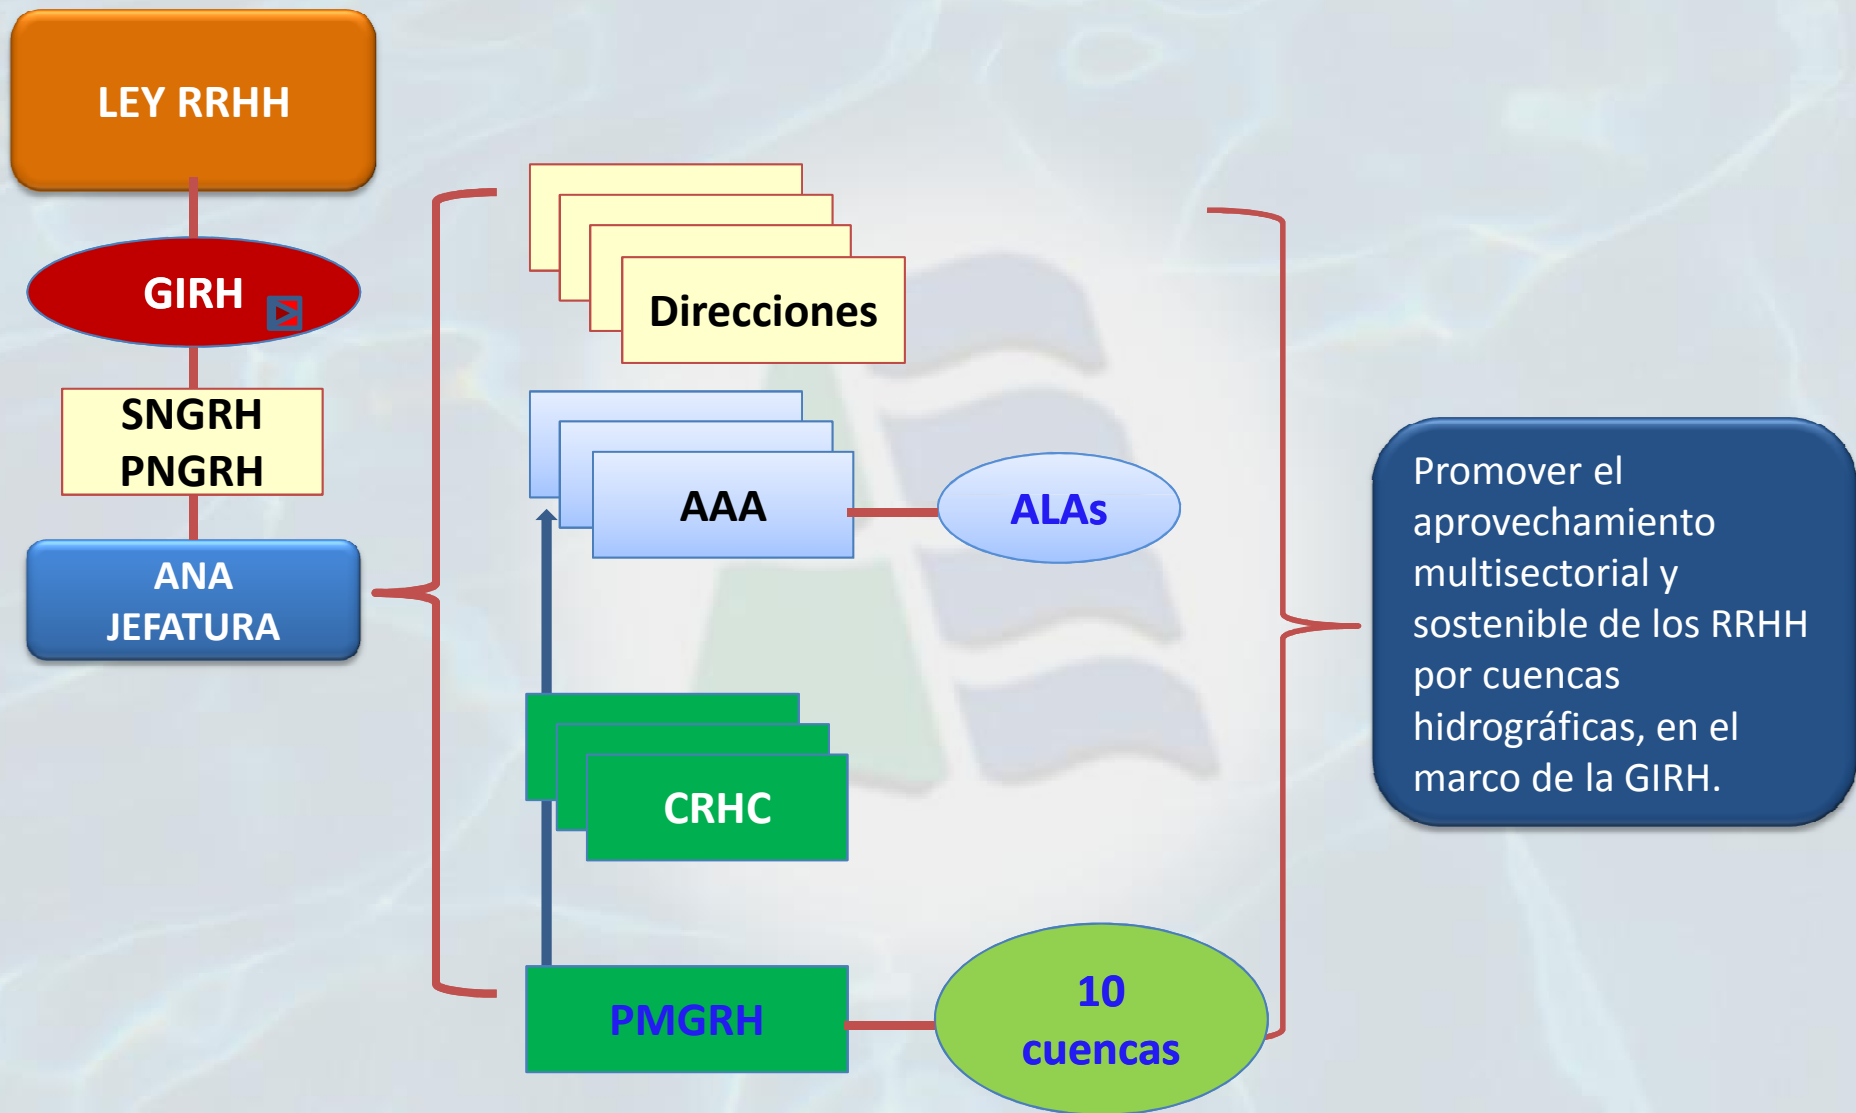 LEY RRHH
GIRH
SNGRH
PNGRH
ANA
JEFATURA
Direcciones
AAA
ALAs
CRHC
PMGRH
10
cuencas
Promover el
aprovechamiento
multisectorial y
sostenible de los RRHH
por cuencas
hidrográficas, en el
marco de la GIRH.